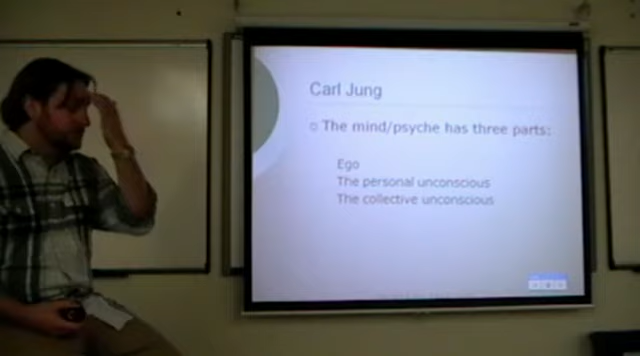 Carl Jung
The mind/psyche has three parts:
Ego
The personal unconscious
The collective unconscious